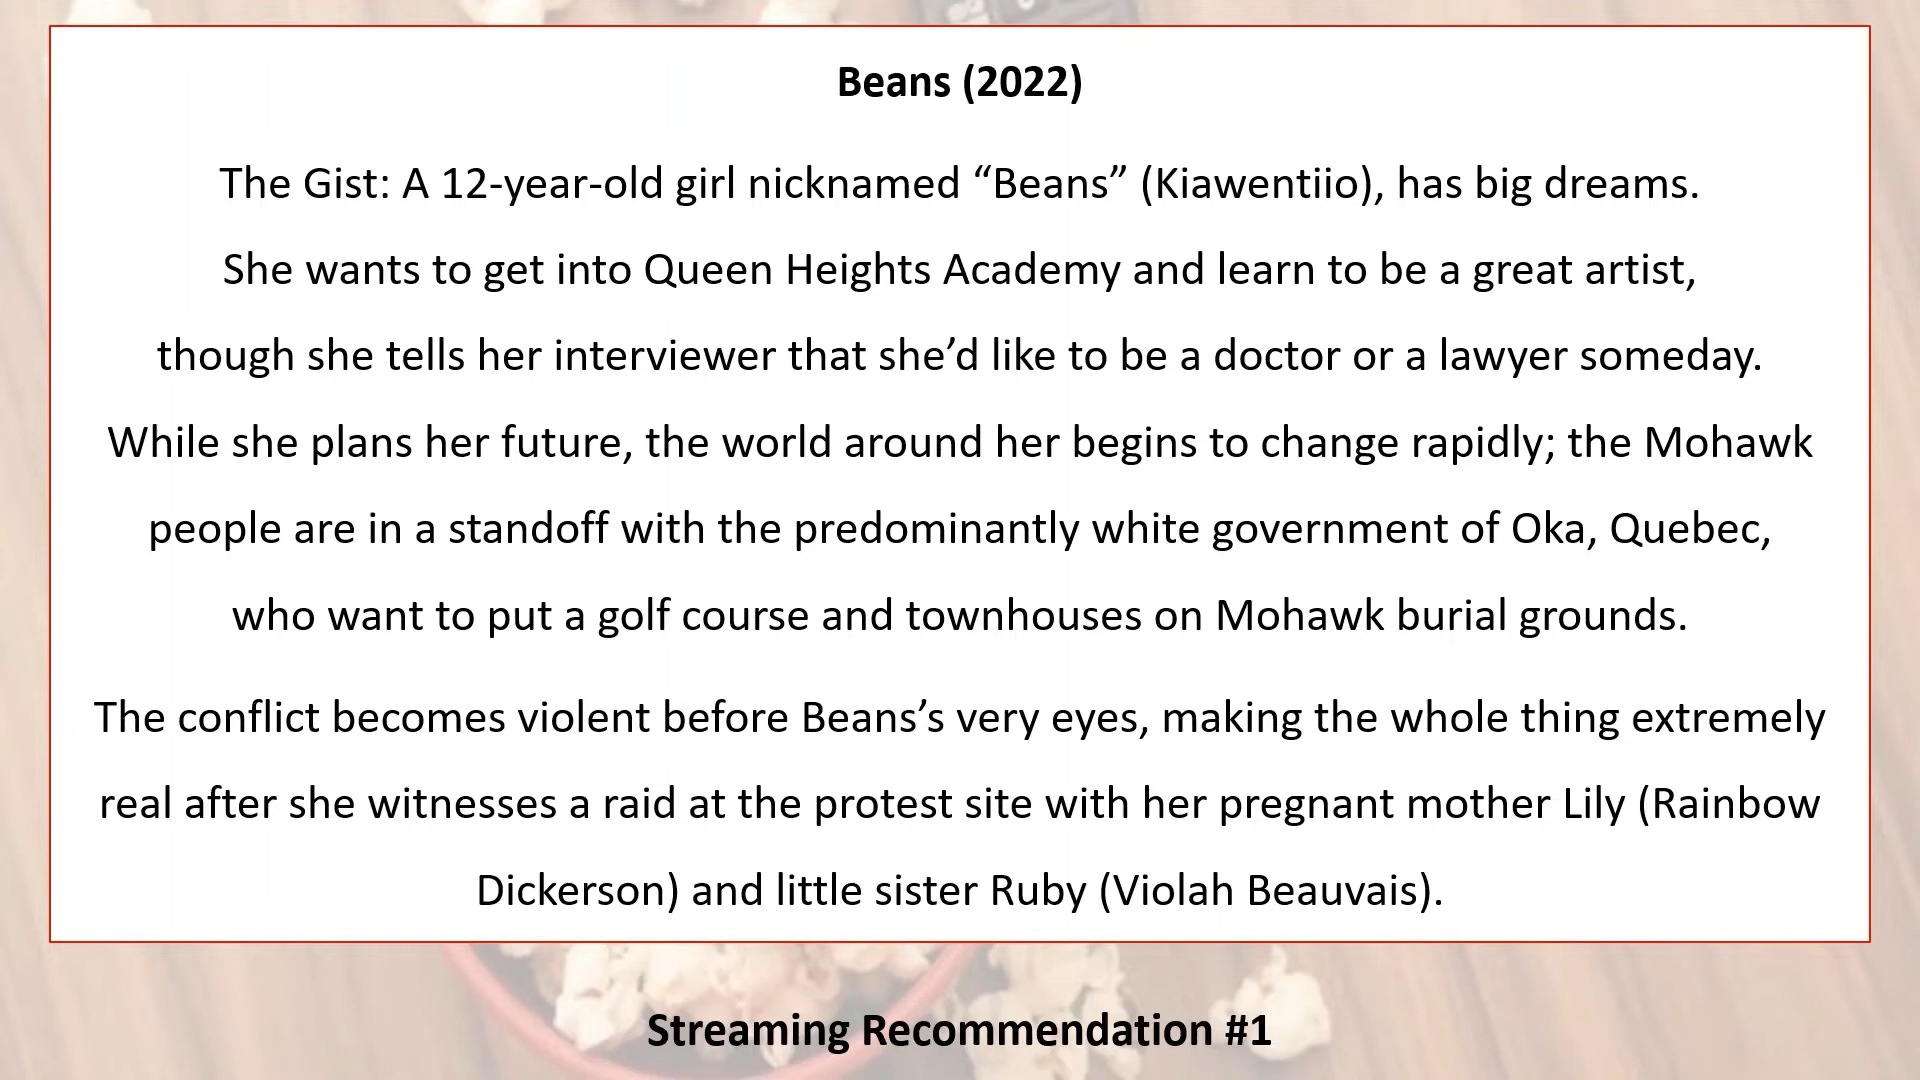 Beans (2022)
The Gist: A 12-year-old girl nicknamed “Beans” (Kiawentiio), has big dreams.
She wants to get into Queen Heights Academy and learn to be a great artist,
though she tells her interviewer that she’d like to be a doctor or a lawyer someday.
While she plans her future, the world around her begins to change rapidly; the Mohawk
people are in a standoff with the predominantly white government of Oka, Quebec,
who want to put a golf course and townhouses on Mohawk burial grounds.
The conflict becomes violent before Beans’s very eyes, making the whole thing extremely
real after she witnesses a raid at the protest site with her pregnant mother Lily (Rainbow
Dickerson) and little sister Ruby (Violah Beauvais).
Streaming Recommendation #1